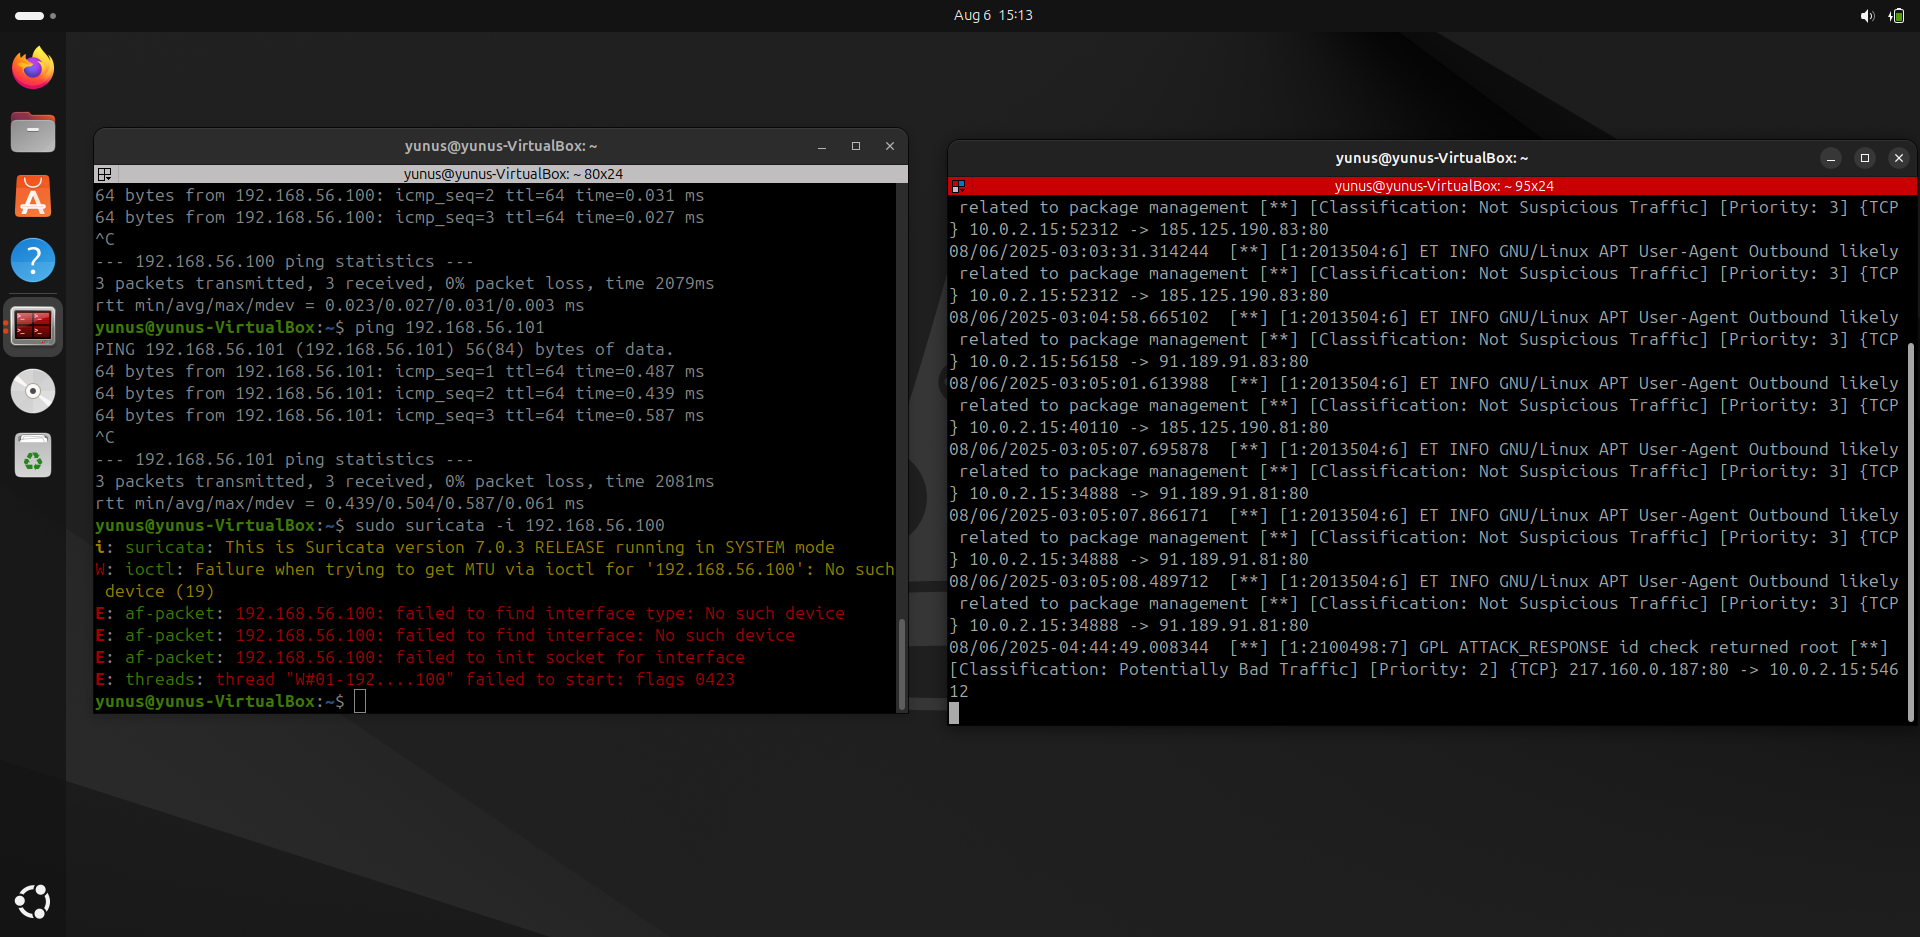 Aug 6 15:13
yunus@yunus-VirtualBox: ~
yunus@yunus-VirtualBox: ~ 80x24
64 bytes from 192.168.56.100: icmp_seq=2 ttl=64 time=0.031 ms
64 bytes from 192.168.56.100: icmp_seq=3 ttl=64 time=0.027 ms
^C
--- 192.168.56.100 ping statistics ---
3 packets transmitted, 3 received, 0% packet loss, time 2079ms
rtt min/avg/max/mdev = 0.023/0.027/0.031/0.003 ms
yunus@yunus-VirtualBox:~$ ping 192.168.56.101
PING 192.168.56.101 (192.168.56.101) 56(84) bytes of data.
64 bytes from 192.168.56.101: icmp_seq=1 ttl=64 time=0.487 ms
64 bytes from 192.168.56.101: icmp_seq=2 ttl=64 time=0.439 ms
64 bytes from 192.168.56.101: icmp_seq=3 ttl=64 time=0.587 ms
^C
--- 192.168.56.101 ping statistics ---
3 packets transmitted, 3 received, 0% packet loss, time 2081ms
rtt min/avg/max/mdev = 0.439/0.504/0.587/0.061 ms
yunus@yunus-VirtualBox:~$ sudo suricata -i 192.168.56.100
i: suricata: This is Suricata version 7.0.3 RELEASE running in SYSTEM mode
W: ioctl: Failure when trying to get MTU via ioctl for '192.168.56.100': No such
device (19)
E: af-packet: 192.168.56.100: failed to find interface type: No such device
E: af-packet: 192.168.56.100: failed to find interface: No such device
E: af-packet: 192.168.56.100: failed to init socket for interface
E: threads: thread "W#01-192....100" failed to start: flags 0423
yunus@yunus-VirtualBox:~$
yunus@yunus-VirtualBox: ~
yunus@yunus-VirtualBox: ~ 95x24
related to package management [**] [Classification: Not Suspicious Traffic] [Priority: 3] {TCP
} 10.0.2.15:52312 -> 185.125.190.83:80
08/06/2025-03:03:31.314244  [**] [1:2013504:6] ET INFO GNU/Linux APT User-Agent Outbound likely
related to package management [**] [Classification: Not Suspicious Traffic] [Priority: 3] {TCP
} 10.0.2.15:52312 -> 185.125.190.83:80
08/06/2025-03:04:58.665102  [**] [1:2013504:6] ET INFO GNU/Linux APT User-Agent Outbound likely
related to package management [**] [Classification: Not Suspicious Traffic] [Priority: 3] {TCP
} 10.0.2.15:56158 -> 91.189.91.83:80
08/06/2025-03:05:01.613988  [**] [1:2013504:6] ET INFO GNU/Linux APT User-Agent Outbound likely
related to package management [**] [Classification: Not Suspicious Traffic] [Priority: 3] {TCP
} 10.0.2.15:40110 -> 185.125.190.81:80
08/06/2025-03:05:07.695878  [**] [1:2013504:6] ET INFO GNU/Linux APT User-Agent Outbound likely
related to package management [**] [Classification: Not Suspicious Traffic] [Priority: 3] {TCP
} 10.0.2.15:34888 -> 91.189.91.81:80
08/06/2025-03:05:07.866171  [**] [1:2013504:6] ET INFO GNU/Linux APT User-Agent Outbound likely
related to package management [**] [Classification: Not Suspicious Traffic] [Priority: 3] {TCP
} 10.0.2.15:34888 -> 91.189.91.81:80
08/06/2025-03:05:08.489712  [**] [1:2013504:6] ET INFO GNU/Linux APT User-Agent Outbound likely
related to package management [**] [Classification: Not Suspicious Traffic] [Priority: 3] {TCP
} 10.0.2.15:34888 -> 91.189.91.81:80
08/06/2025-04:44:49.008344  [**] [1:2100498:7] GPL ATTACK_RESPONSE id check returned root [**]
[Classification: Potentially Bad Traffic] [Priority: 2] {TCP} 217.160.0.187:80 -> 10.0.2.15:546
12